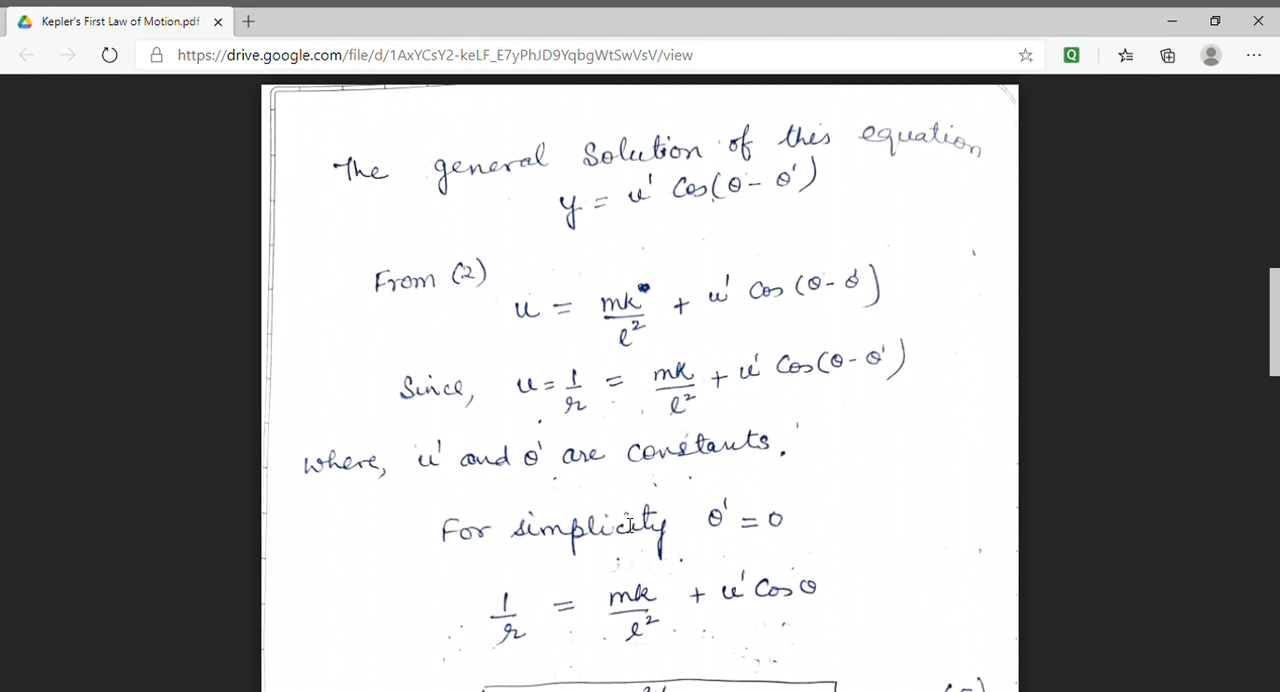 Kepler's First Law of Motion.pdf
https://drive.google.com/file/d/1AxYCsY2-keLF_E7yPhJD9YqbgWtSwVsV/view
The general solution of this equation
y = u' Cos(θ - θ')
From (2)
u = mk/l² + u' Cos(θ - θ)
Since, u = 1/r = mk/l² + u' Cos(θ - θ')
where, u' and θ' are constants.
For simplicity θ' = 0
1/r = mk/l² + u' Cos θ